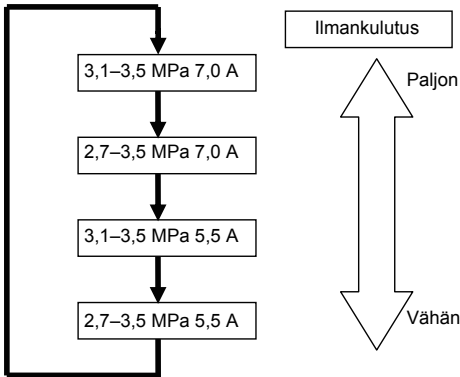 Ilmankulutus
3,1–3,5 MPa 7,0 A
Paljon
2,7–3,5 MPa 7,0 A
3,1–3,5 MPa 5,5 A
2,7–3,5 MPa 5,5 A
Vähän